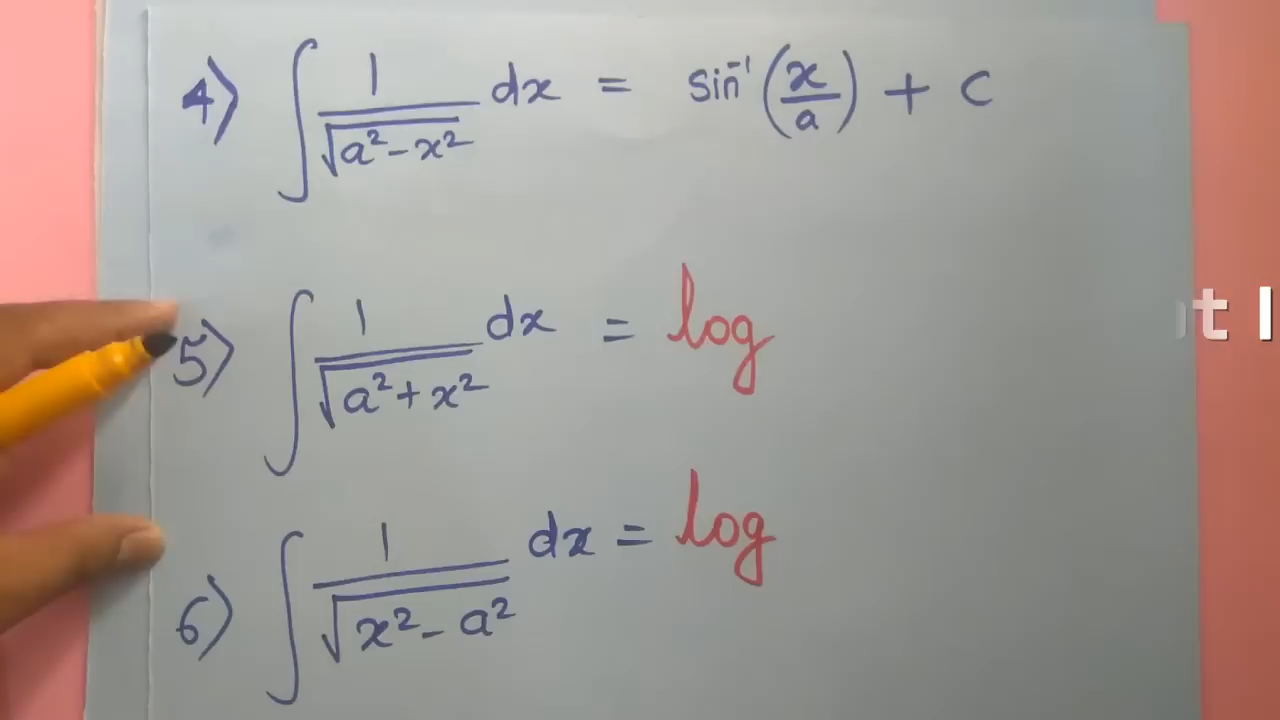 4) ∫ 1/√(a²-x²) dx = sin⁻¹(x/a) + c
5) ∫ 1/√(a²+x²) dx = log
6) ∫ 1/√(x²-a²) dx = log